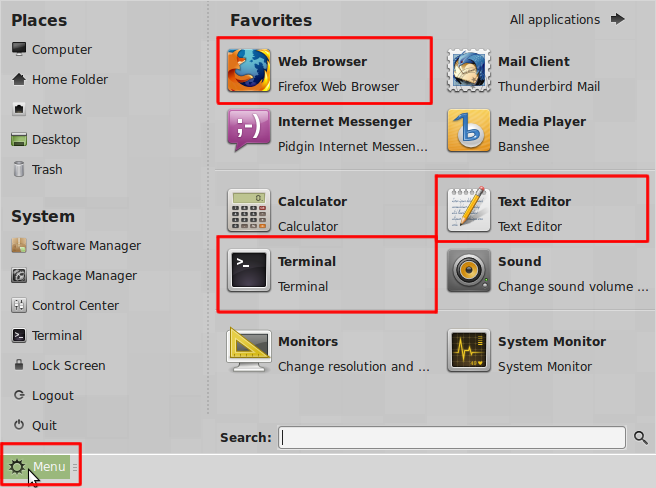 Places
Computer
Home Folder
Network
Desktop
Trash
System
Software Manager
Package Manager
Control Center
Terminal
Lock Screen
Logout
Quit
Favorites
All applications
Web Browser
Firefox Web Browser
Mail Client
Thunderbird Mail
Internet Messenger
Pidgin Internet Messen...
Media Player
Banshee
0.
Calculator
Calculator
Text Editor
Text Editor
>_
Terminal
Terminal
Sound
Change sound volume ...
Monitors
Change resolution and ...
System Monitor
System Monitor
Search:
Menu